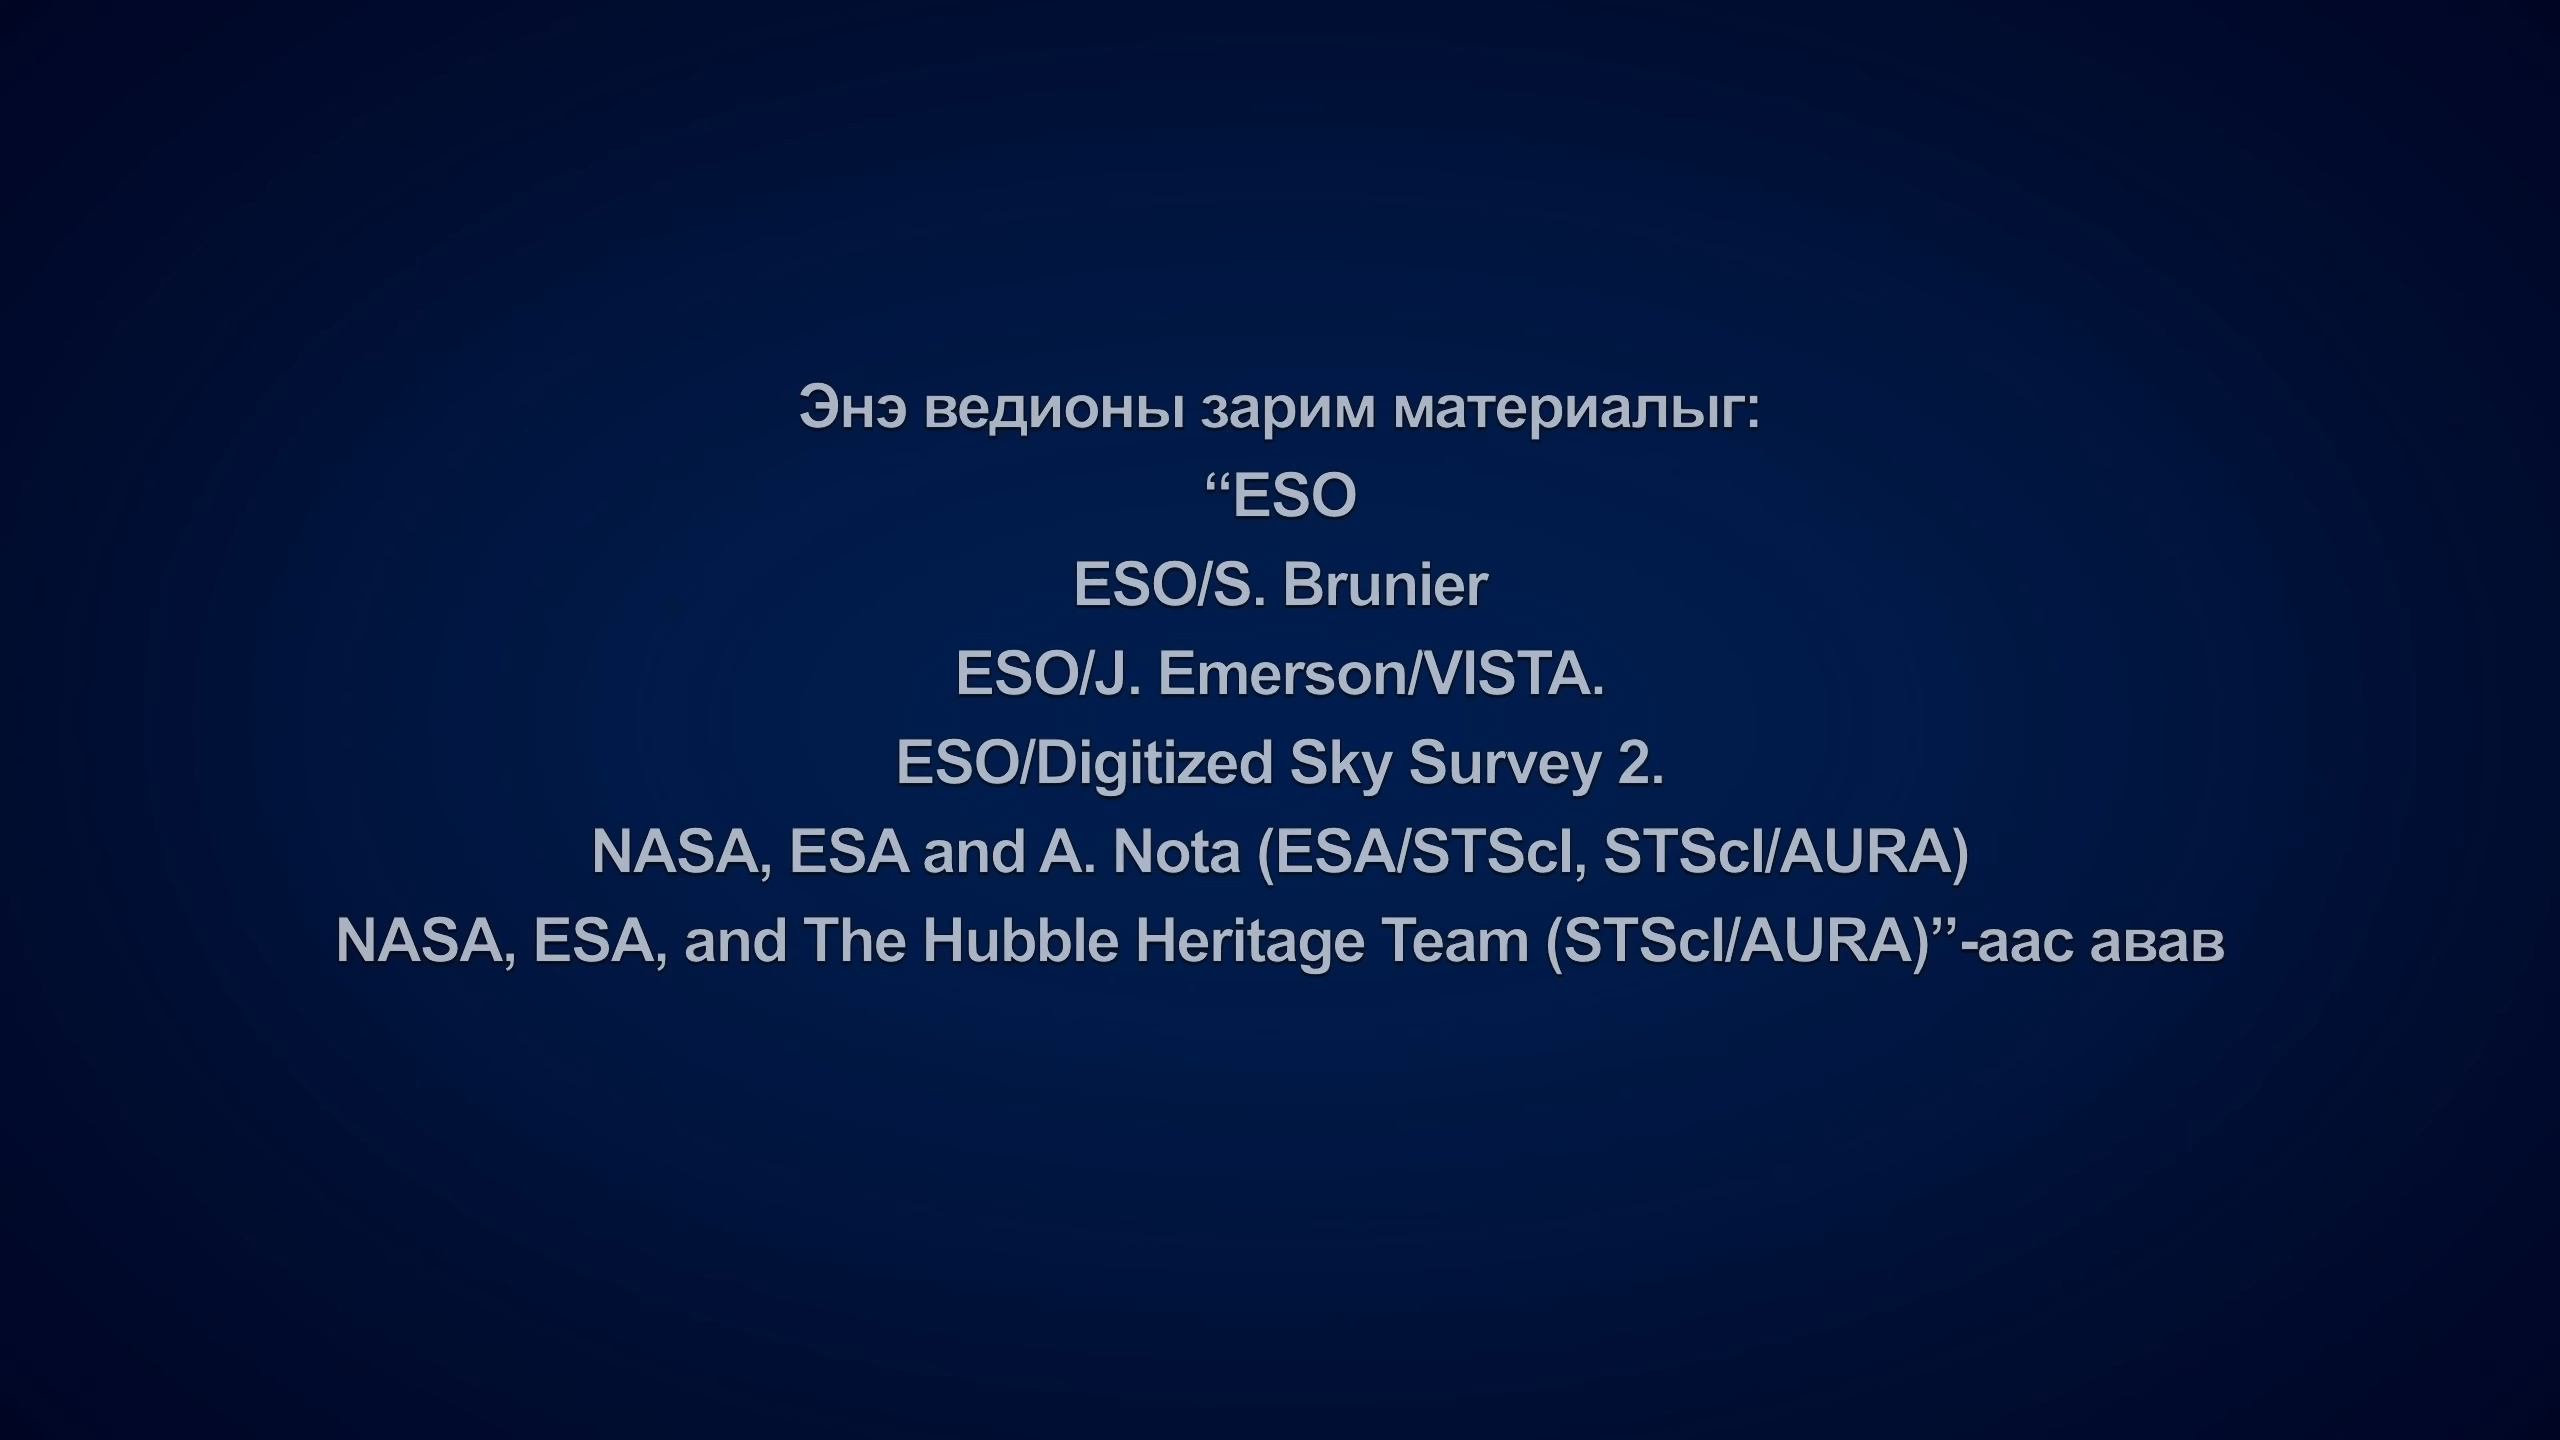 Энэ ведионы зарим материалыг:
“ESO
ESO/S. Brunier
ESO/J. Emerson/VISTA.
ESO/Digitized Sky Survey 2.
NASA, ESA and A. Nota (ESA/STScI, STScI/AURA)
NASA, ESA, and The Hubble Heritage Team (STScI/AURA)”-аас авав